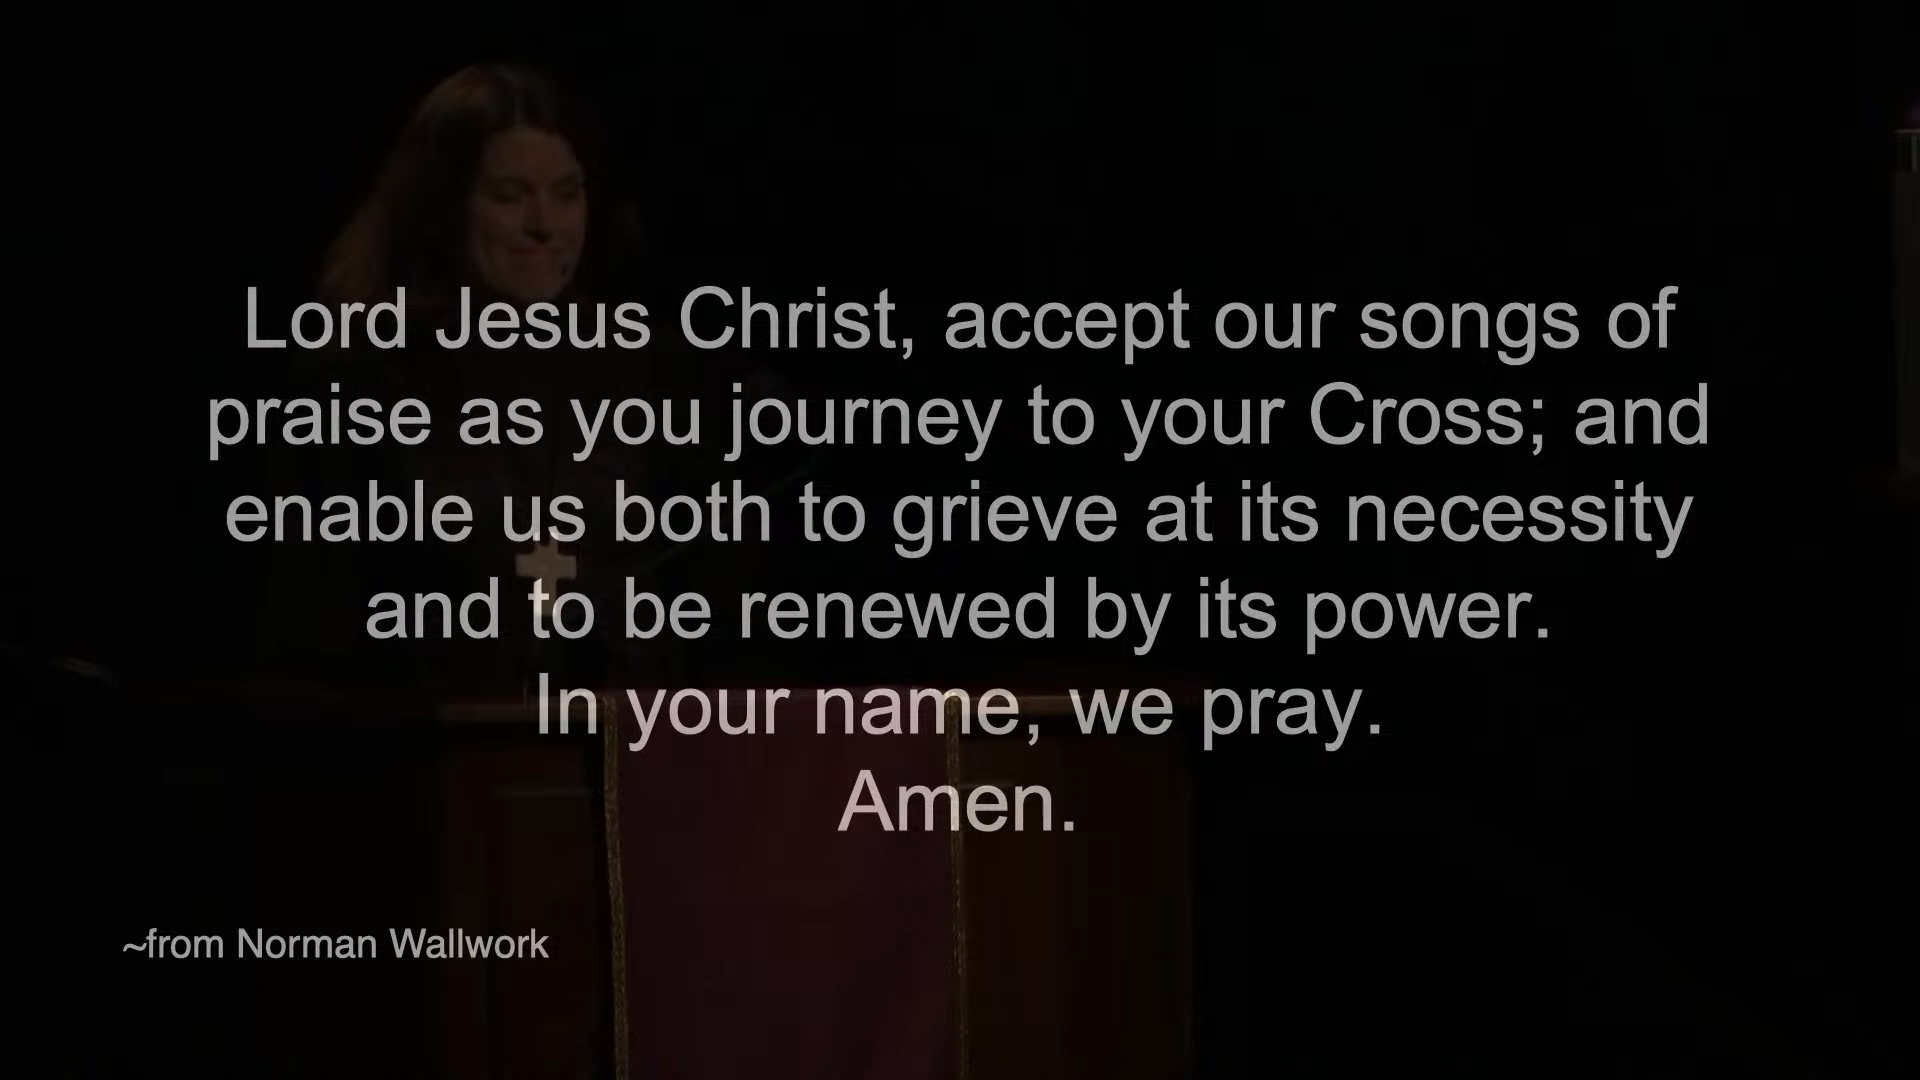 Lord Jesus Christ, accept our songs of
praise as you journey to your Cross; and
enable us both to grieve at its necessity
and to be renewed by its power.
In your name, we pray.
Amen.
~from Norman Wallwork